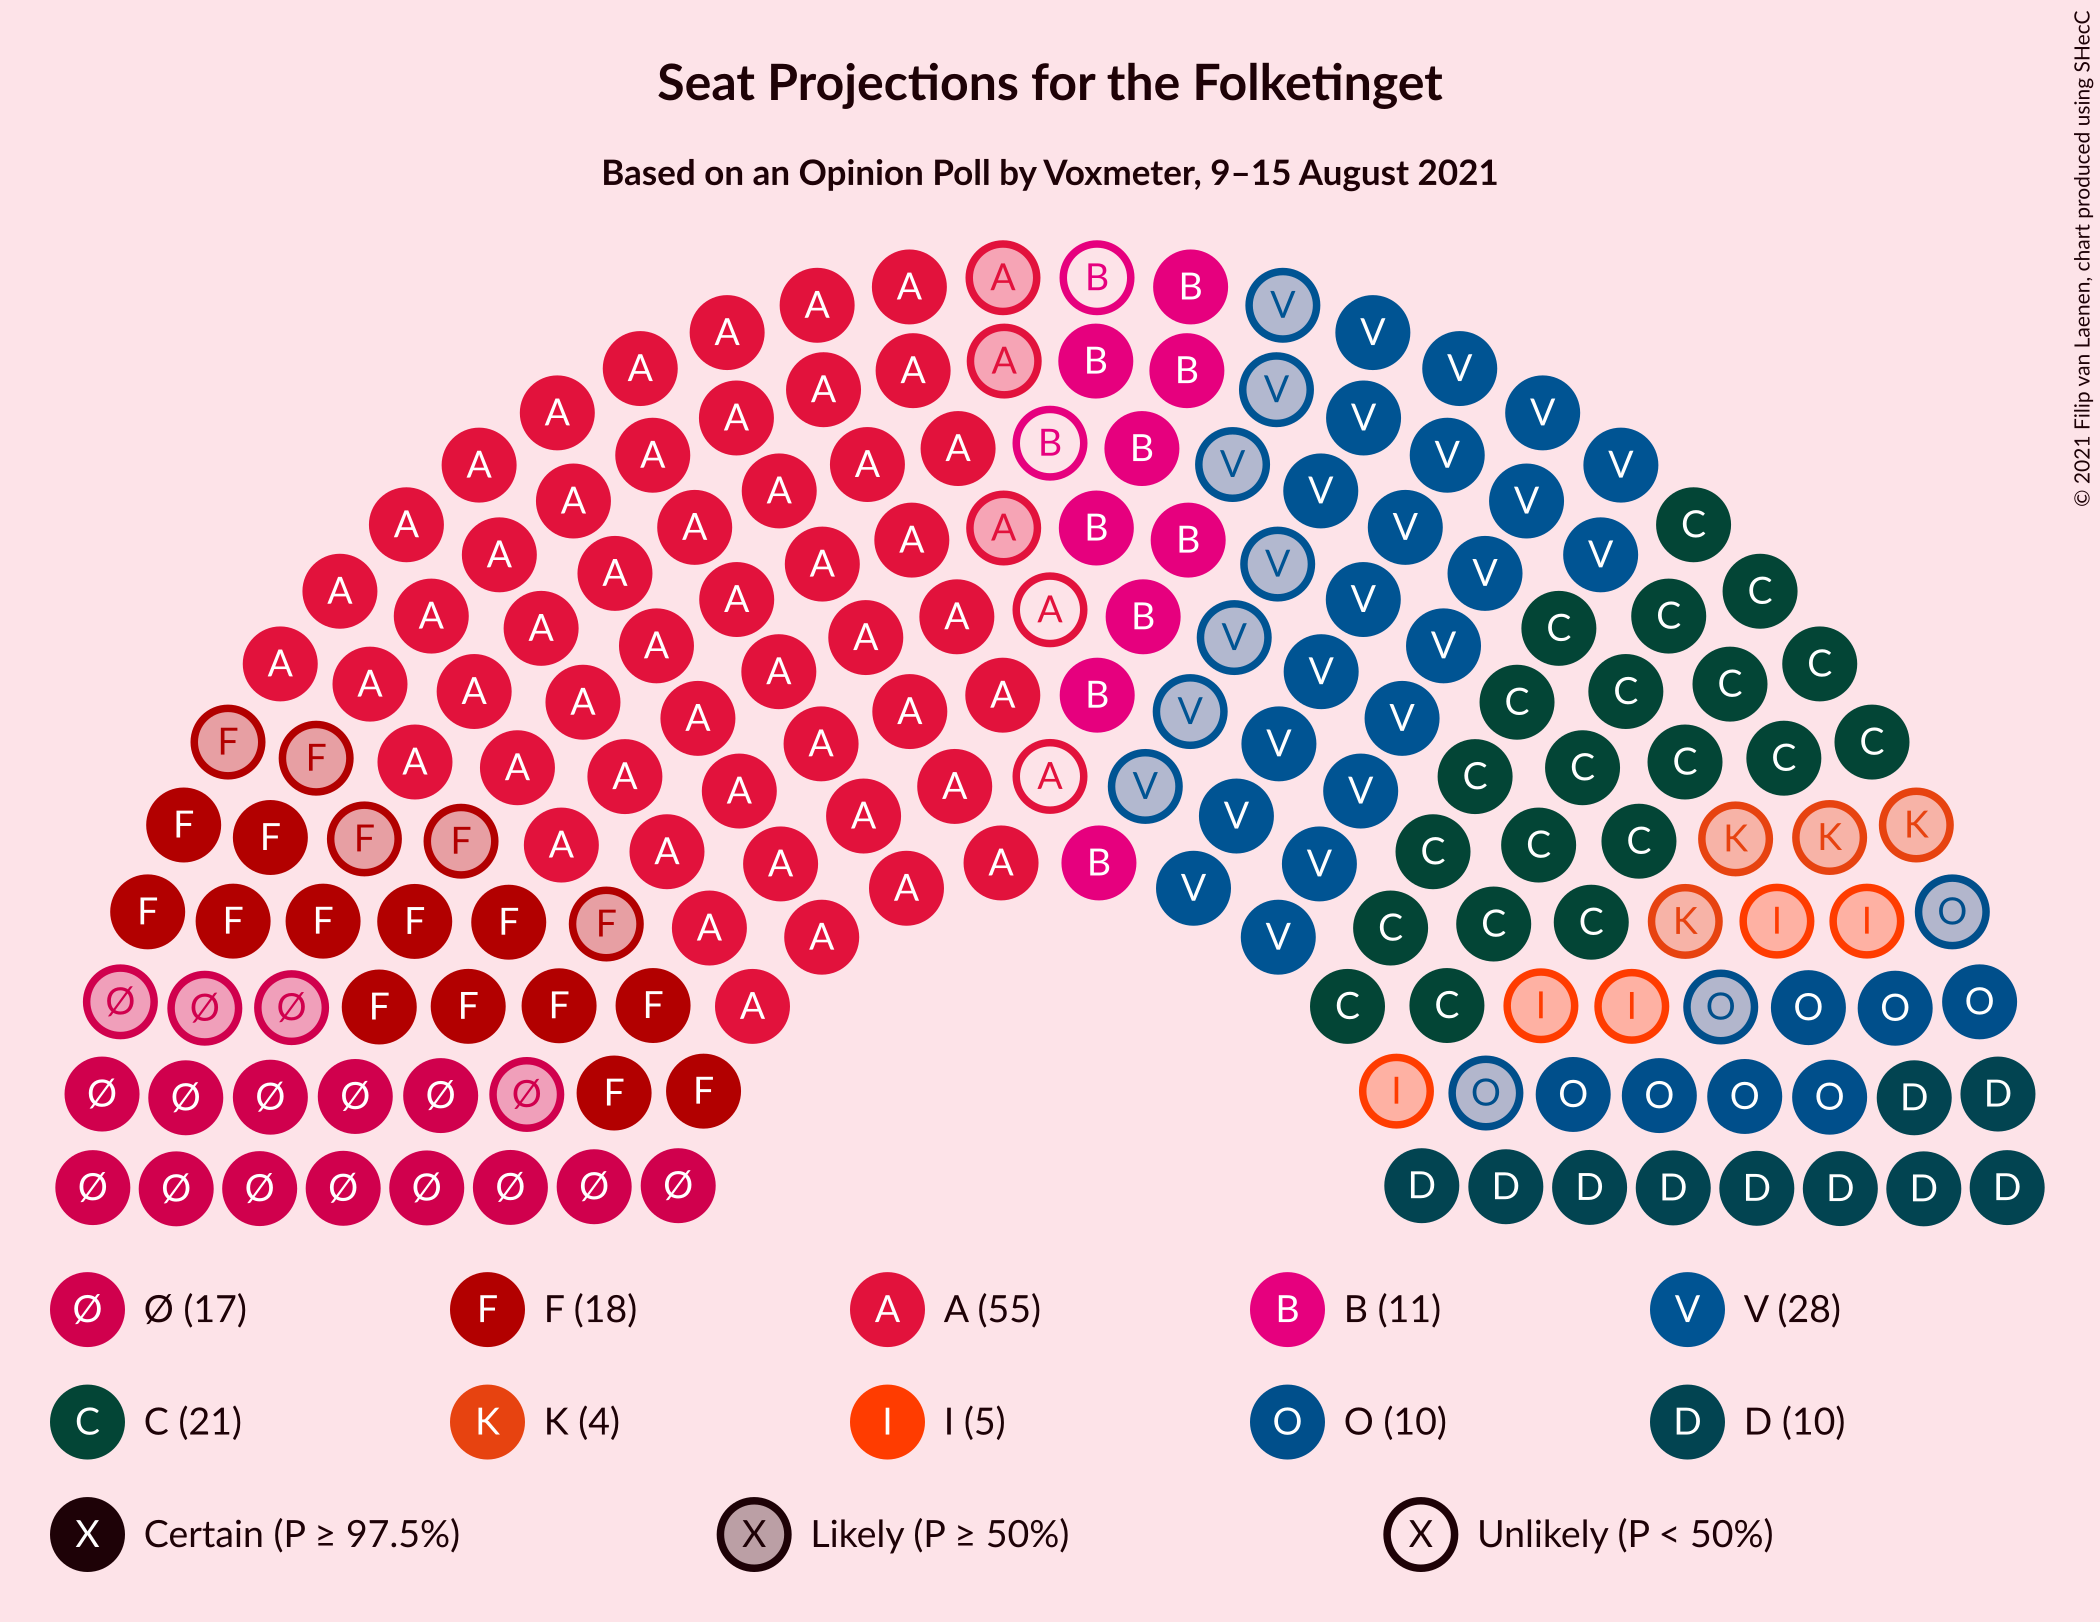 Seat Projections for the Folketinget
Based on an Opinion Poll by Voxmeter, 9–15 August 2021
© 2021 Filip van Laenen, chart produced using SHecC
A A A B B V V
A A A A A B B V V V
A A A A A B B V V V V
A A A A A A B B V V V V C
A A A A A A A A B V V V V C
A A A A A A A B V V V C C C
F F A A A A A A A A V V V V C C C C C
F F F F A A A A A A B V V C C C K K K
F F F F F F A A V C C C K I I O
Ø Ø Ø F F F F A C C I I O O O O
Ø Ø Ø Ø Ø Ø F F I O O O O O D D
Ø Ø Ø Ø Ø Ø Ø Ø D D D D D D D D
Ø Ø (17) F F (18) A A (55) B B (11) V V (28)
C C (21) K K (4) I I (5) O O (10) D D (10)
X Certain (P ≥ 97.5%) X Likely (P ≥ 50%) X Unlikely (P < 50%)